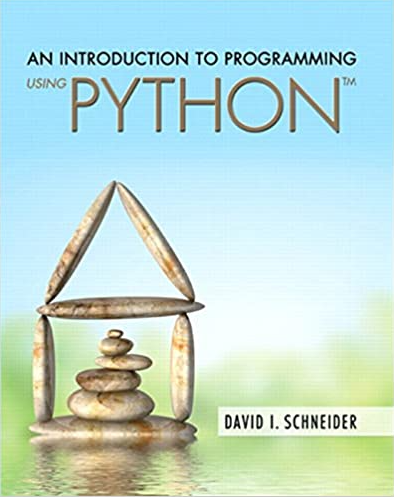 AN INTRODUCTION TO PROGRAMMING
USING PYTHON™
DAVID I. SCHNEIDER